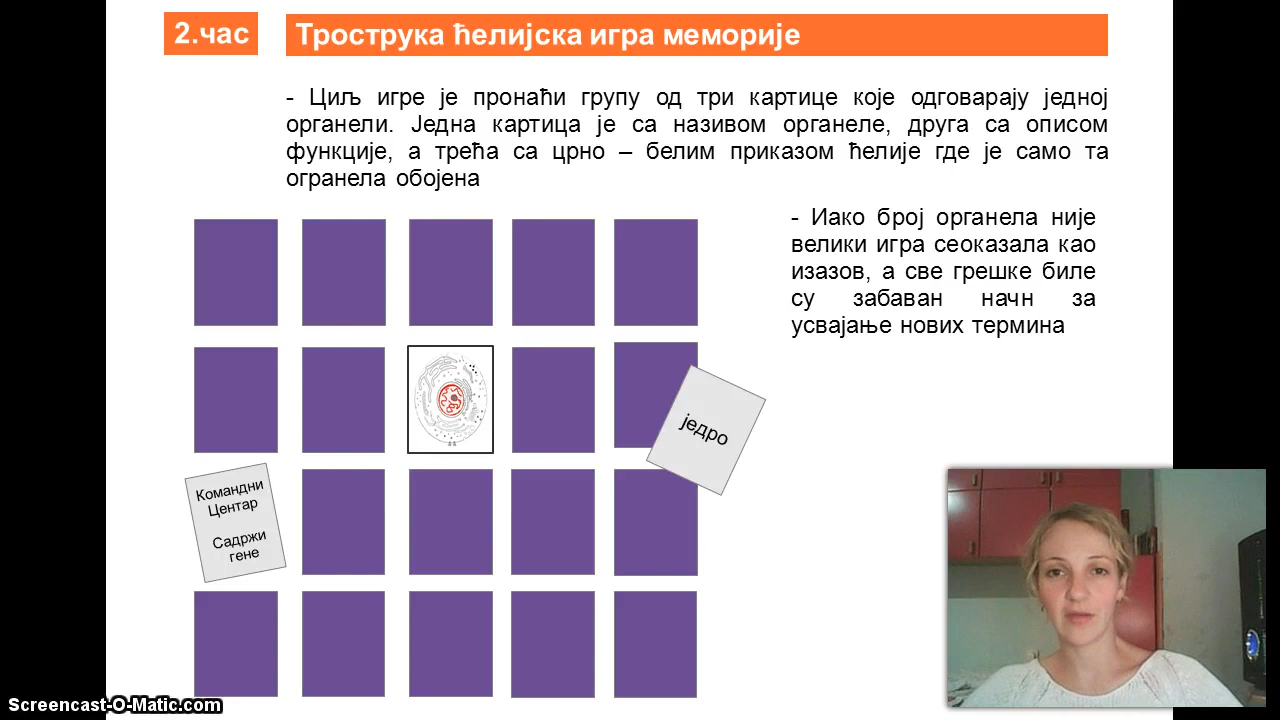 2.час
Трострука ћелијска игра меморије
- Циљ игре је пронаћи групу од три картице које одговарају једној
органели. Једна картица је са називом органеле, друга са описом
функције, а трећа са црно – белим приказом ћелије где је само та
огранела обојена
- Иако број органела није
велики игра сеоказала као
изазов, а све грешке биле
су забаван начн за
усвајање нових термина
једро
Командни
Центар
Садржи
гене
Screencast-O-Matic.com